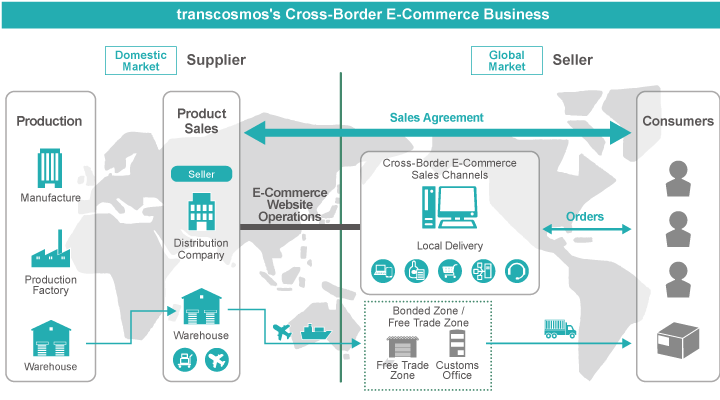 transcosmos's Cross-Border E-Commerce Business
Domestic
Market
Supplier
Global
Market
Seller
Production
Manufacture
Production
Factory
Warehouse
Product
Sales
Seller
Distribution
Company
Warehouse
Sales Agreement
E-Commerce
Website
Operations
Cross-Border E-Commerce
Sales Channels
Local Delivery
Orders
Bonded Zone /
Free Trade Zone
Free Trade
Zone
Customs
Office
Consumers